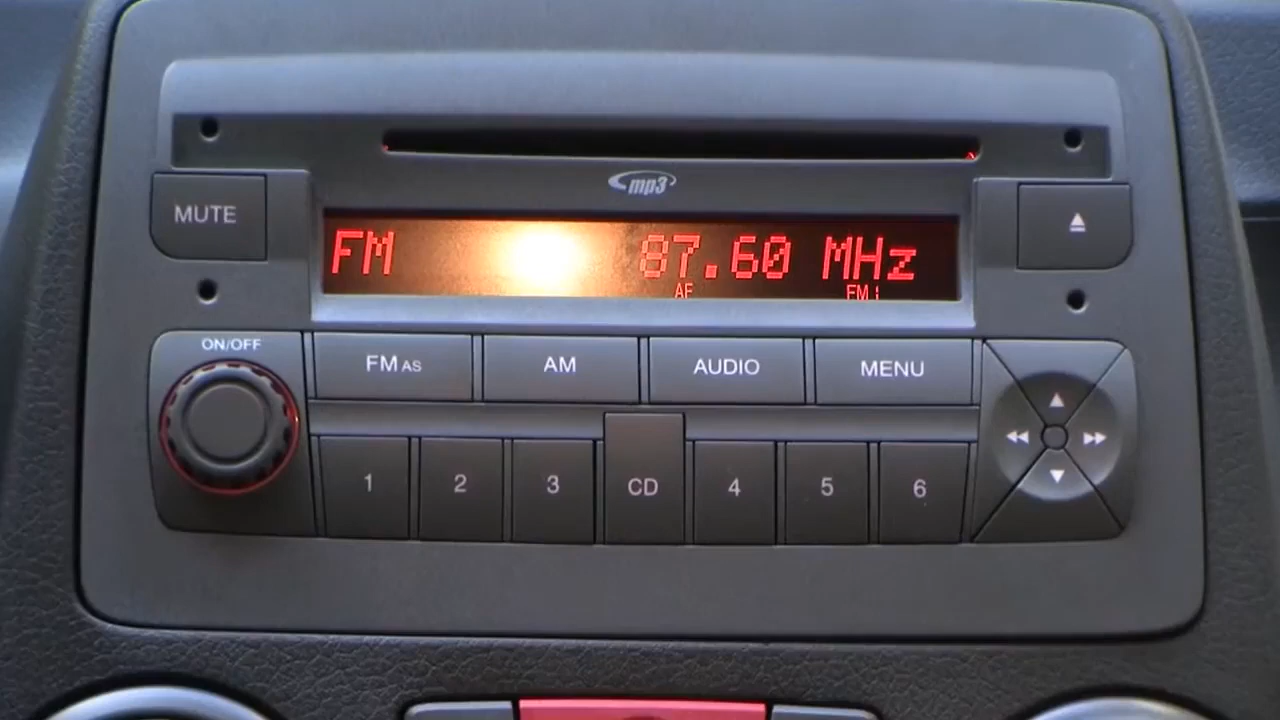 mp3
MUTE
FM 87.60 MHz
AF FM1
ON/OFF
FM AS AM AUDIO MENU
1 2 3 CD 4 5 6